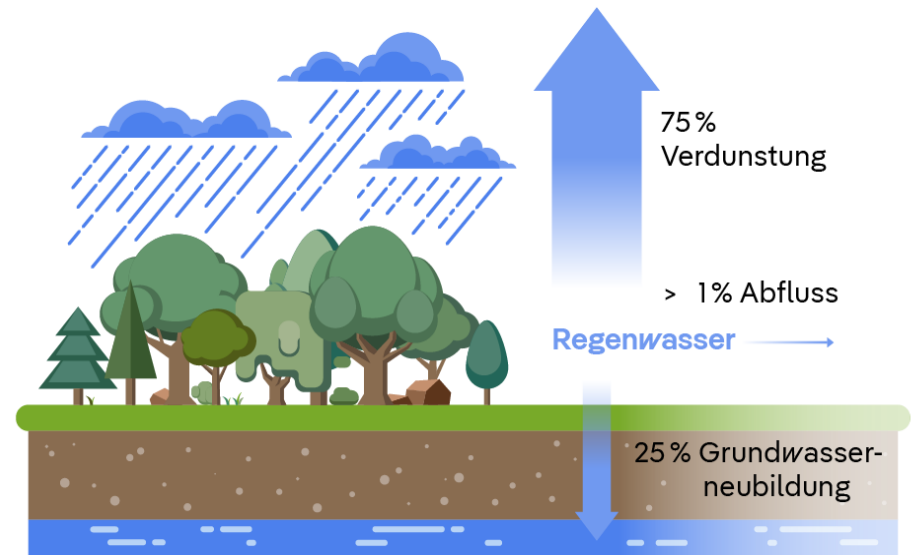 75 %
Verdunstung
> 1% Abfluss
Regenwasser
25 % Grundwasser-
neubildung